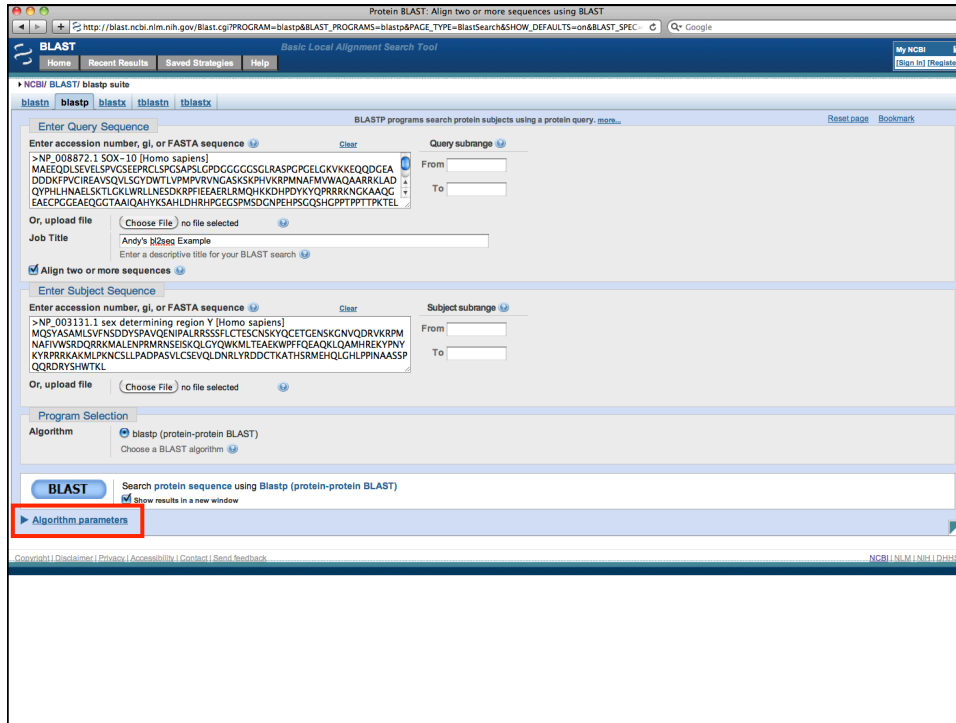 Protein BLAST: Align two or more sequences using BLAST
http://blast.ncbi.nlm.nih.gov/Blast.cgi?PROGRAM=blastp&BLAST_PROGRAMS=blastp&PAGE_TYPE=BlastSearch&SHOW_DEFAULTS=on&BLAST_SPEC= Google
BLAST Basic Local Alignment Search Tool My NCBI
Home Recent Results Saved Strategies Help [Sign In] [Registe
NCBI/ BLAST/ blastp suite
blastn blastp blastx tblastn tblastx
BLASTP programs search protein subjects using a protein query. more... Reset page Bookmark
Enter Query Sequence
Enter accession number, gi, or FASTA sequence Clear Query subrange
>NP_008872.1 SOX-10 [Homo sapiens]
MAEEQDLSEVELSPVGSEEPRCLSPGSAPSLGPDGGGGGSGLRASPGPGELGKVKKEQQDGEA
DDDKFPVCIREAVSQVLSGYDWTLVPMPVRVNGASKSKPHVKRPMNAFMVWAQAARRKLAD
QYPHLHNAELSKTLGKLWRLLNESDKRPFIEEAERLRMQHKKDHPDYKYQPRRRKNGKAAQG
EAECPGGEAEQGGTAAIQAHYKSAHLDHRHPGEGSPMSDGNPEHPSGQSHGPPTPPTTPKTEL
From
To
Or, upload file Choose File no file selected
Job Title Andy's bl2seq Example
Enter a descriptive title for your BLAST search
Align two or more sequences
Enter Subject Sequence
Enter accession number, gi, or FASTA sequence Clear Subject subrange
>NP_003131.1 sex determining region Y [Homo sapiens]
MQSYASAMLSVFNSDDYSPAVQENIPALRRSSSFLCTESCNSKYQCETGENSKGNVQDRVKRPM
NAFIVWSRDQRRKMALENPRMRNSEISKQLGYQWKMLTEAEKWPFFQEAQKLQAMHREKYPNY
KYRPRRKAKMLPKNCSLLPADPASVLCSEVQLDNRLYRDDCTKATHSRMEHQLGHLPPINAASSP
QQRDRYSHWTKL
From
To
Or, upload file Choose File no file selected
Program Selection
Algorithm blastp (protein-protein BLAST)
Choose a BLAST algorithm
BLAST Search protein sequence using Blastp (protein-protein BLAST)
Show results in a new window
Algorithm parameters
Copyright | Disclaimer | Privacy | Accessibility | Contact | Send feedback NCBI | NLM | NIH | DHHS